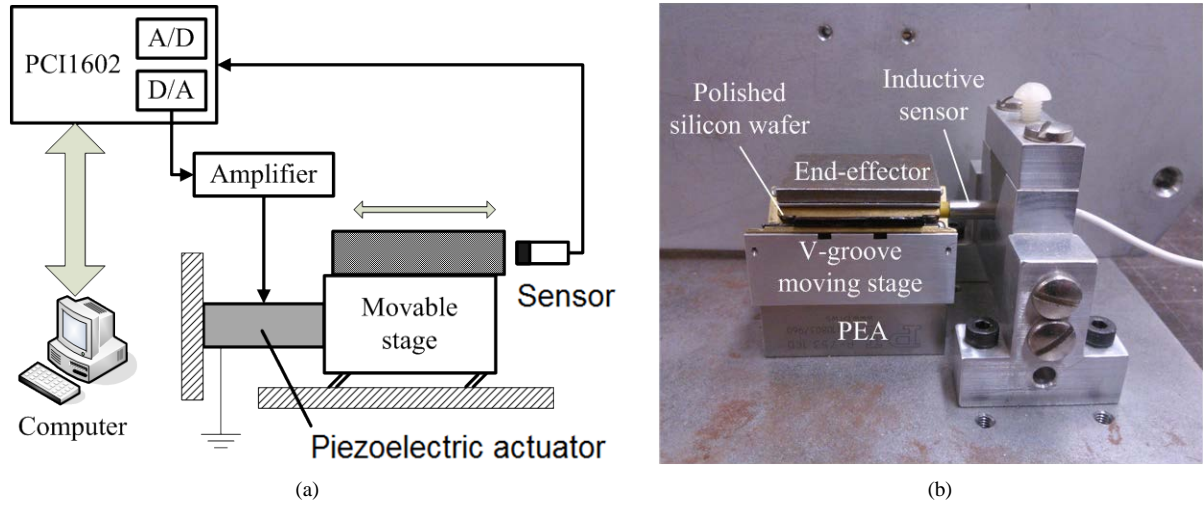 A/D
PCI1602
D/A
Amplifier
Movable
stage
Sensor
Computer
Piezoelectric actuator
(a)
Polished
silicon wafer
Inductive
sensor
End-effector
V-groove
moving stage
PEA
(b)